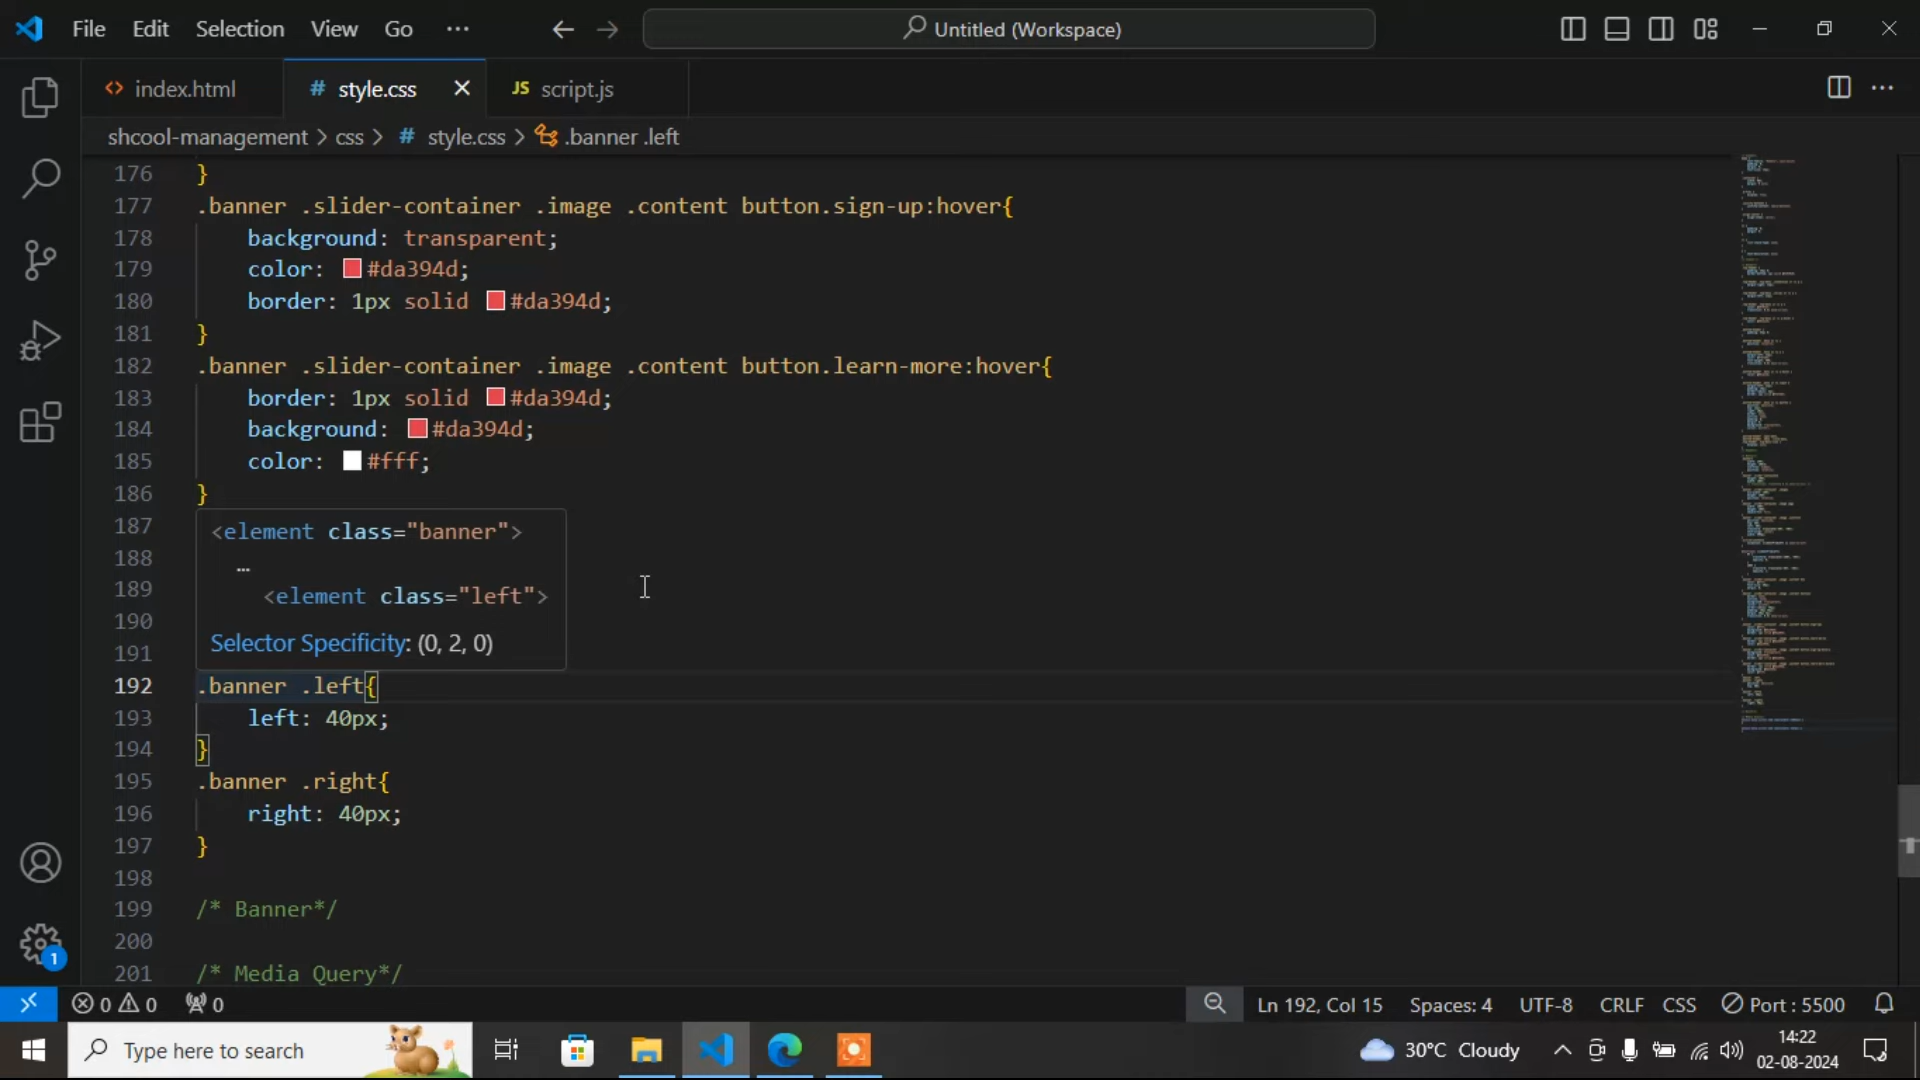 File Edit Selection View Go ··· Untitled (Workspace)
index.html style.css JS script.js
shcool-management > css > # style.css > .banner .left
176 }
177 .banner .slider-container .image .content button.sign-up:hover{
178 background: transparent;
179 color: #da394d;
180 border: 1px solid #da394d;
181 }
182 .banner .slider-container .image .content button.learn-more:hover{
183 border: 1px solid #da394d;
184 background: #da394d;
185 color: #fff;
186 }
187
<element class="banner">
188
…
189
<element class="left">
190
Selector Specificity: (0, 2, 0)
191
192 .banner .left{
193 left: 40px;
194 }
195 .banner .right{
196 right: 40px;
197 }
198
199 /* Banner*/
200
201 /* Media Query*/
1
0 0 0 Ln 192, Col 15 Spaces: 4 UTF-8 CRLF CSS Port : 5500
Type here to search 30°C Cloudy 14:22
02-08-2024